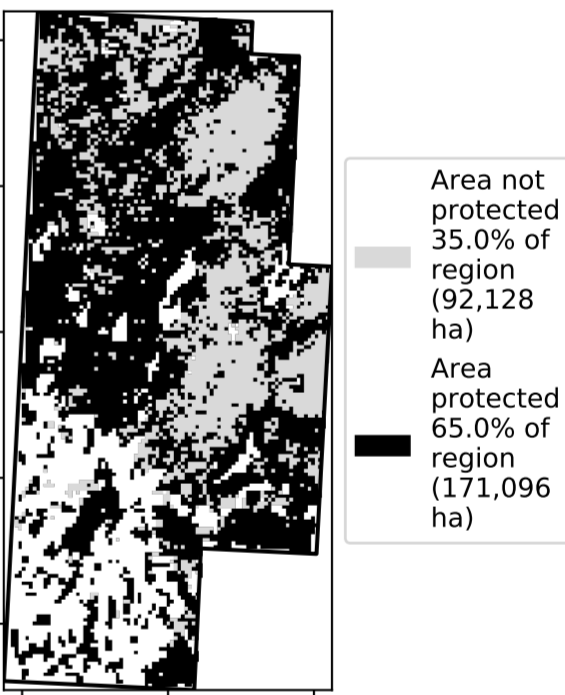 Area not
protected
35.0% of
region
(92,128
ha)
Area
protected
65.0% of
region
(171,096
ha)